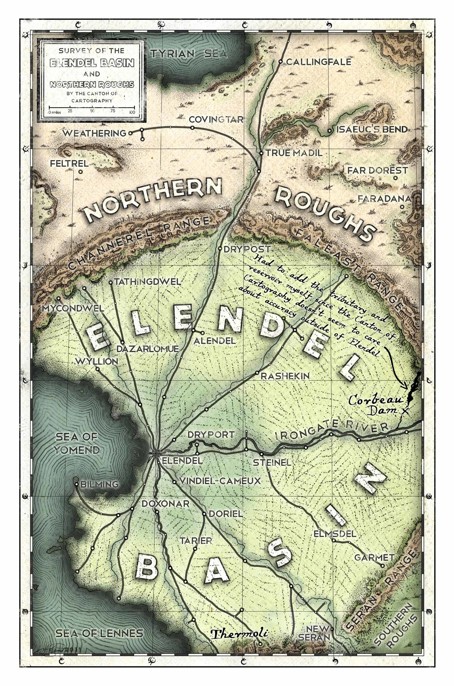 SURVEY OF THE
ELENDEL BASIN
AND
NORTHERN ROUGHS
BY THE CANTON OF
CARTOGRAPHY
TYRIAN SEA
CALLINGFALE
COVINGTAR
WEATHERING
ISAEUC'S BEND
TRUE MADIL
FELTREL
FAR DOREST
FARADANA
NORTHERN ROUGHS
CHANNEREL RANGE
FALEAST RANGE
DRYPOST
Had to add the tributary and
reservoir myself since the Canton of
Cartography doesn't seem to care
about accuracy outside of Elendel
TATHINGDWEL
MYCONDWEL
ELENDEL
DAZARLOMUE
ALENDEL
WYLLION
RASHEKIN
Corbeau
Dam x
IRONGATE RIVER
DRYPORT
SEA OF
YOMEND
ELENDEL
STEINEL
BILMING
VINDIEL-CAMEUX
DOXONAR
DORIEL
BASIN
ELMSDEL
TARIER
GARMET
SERAN RANGE
SOUTHERN
ROUGHS
SEA OF LENNES
Thermoli
NEW
SERAN